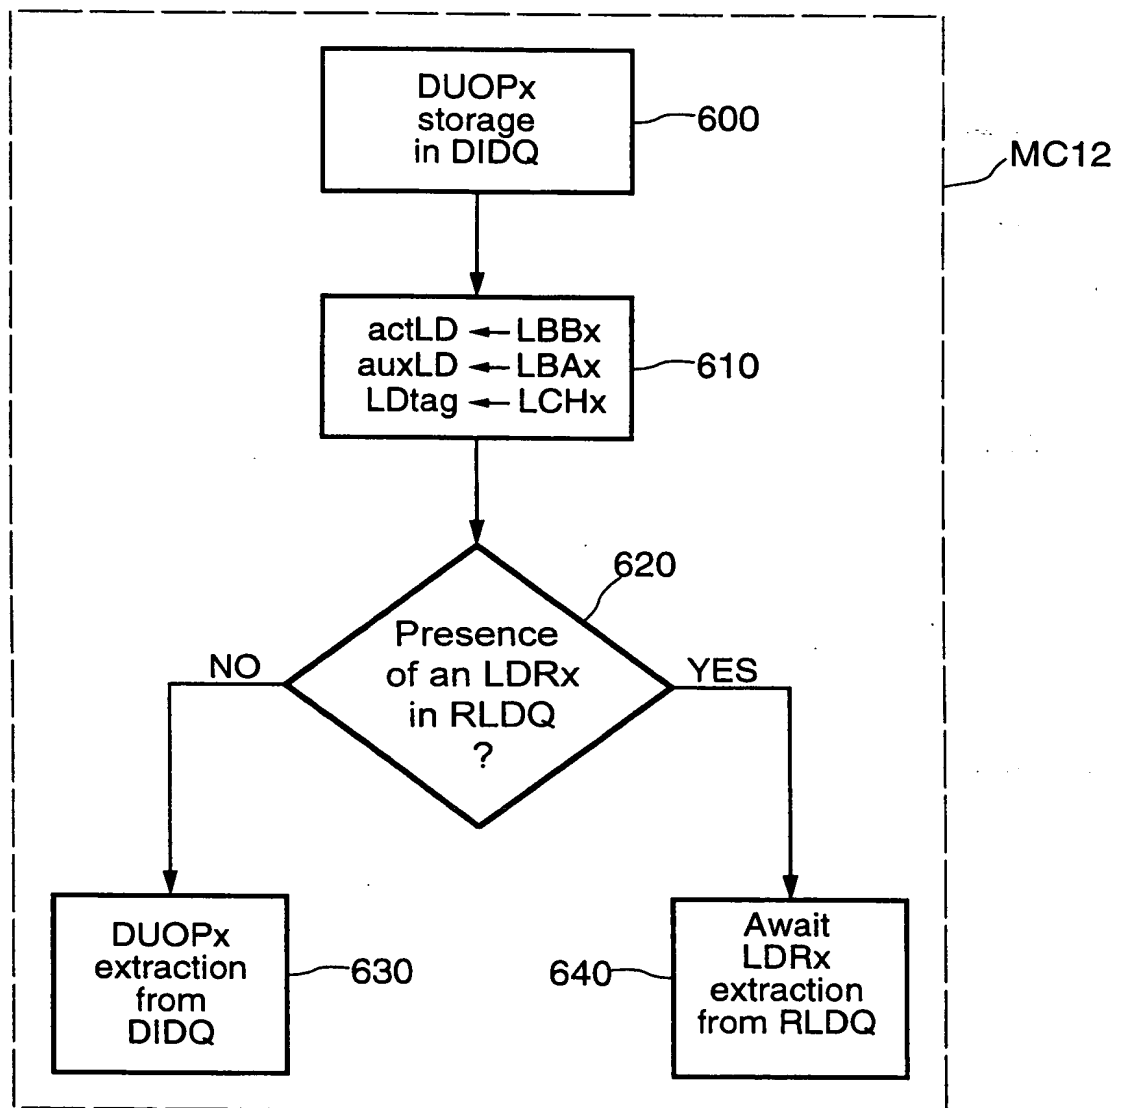 DUOPx
storage
in DIDQ
600
MC12
actLD ← LBBx
auxLD ← LBAx
LDtag ← LCHx
610
620
Presence
of an LDRx
in RLDQ
?
NO
YES
DUOPx
extraction
from
DIDQ
630
640
Await
LDRx
extraction
from RLDQ